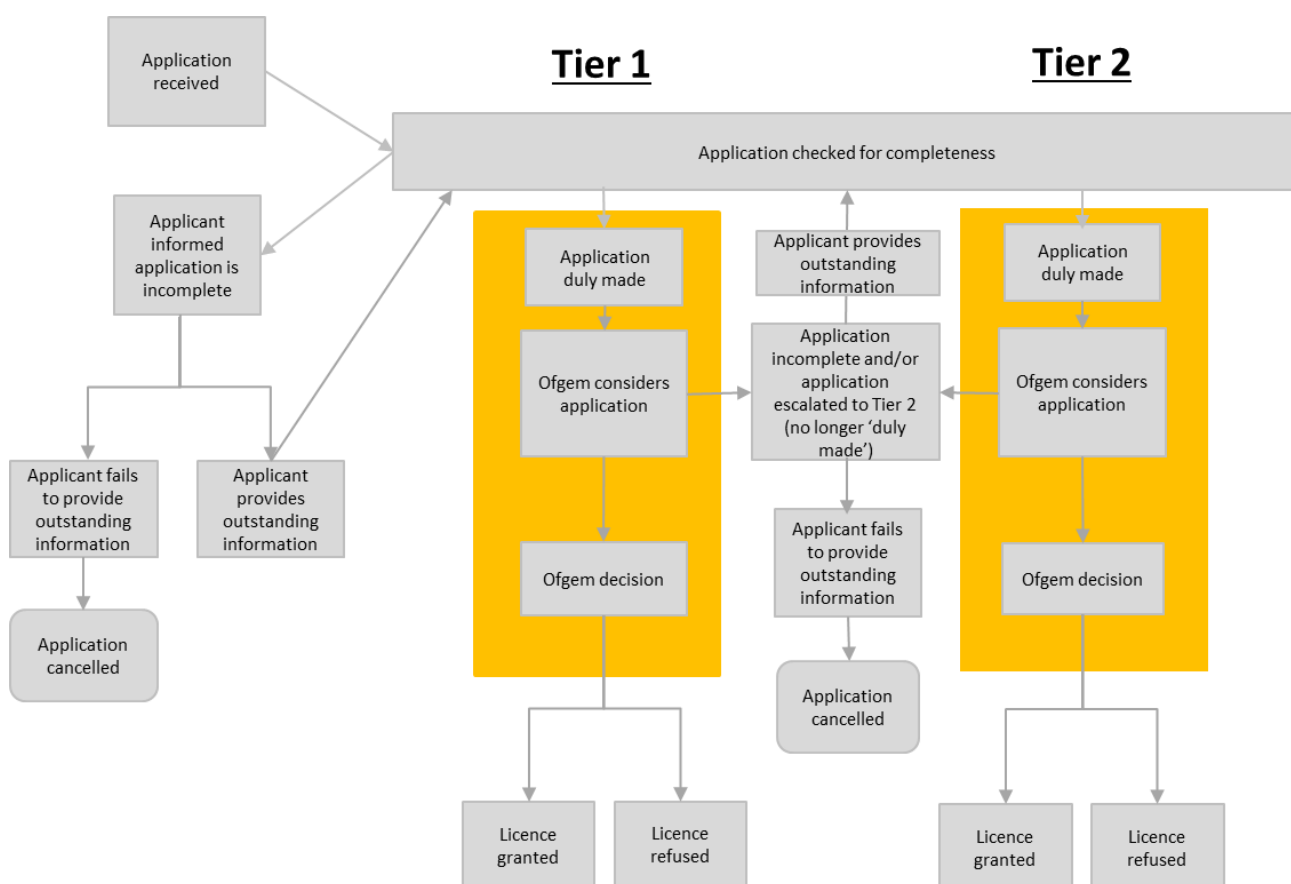 Application
received
Tier 1
Tier 2
Application checked for completeness
Applicant
informed
application is
incomplete
Applicant fails
to provide
outstanding
information
Applicant
provides
outstanding
information
Application
cancelled
Application
duly made
Ofgem considers
application
Ofgem decision
Licence
granted
Licence
refused
Applicant provides
outstanding
information
Application
incomplete and/or
application
escalated to Tier 2
(no longer ‘duly
made’)
Applicant fails
to provide
outstanding
information
Application
cancelled
Application
duly made
Ofgem considers
application
Ofgem decision
Licence
granted
Licence
refused